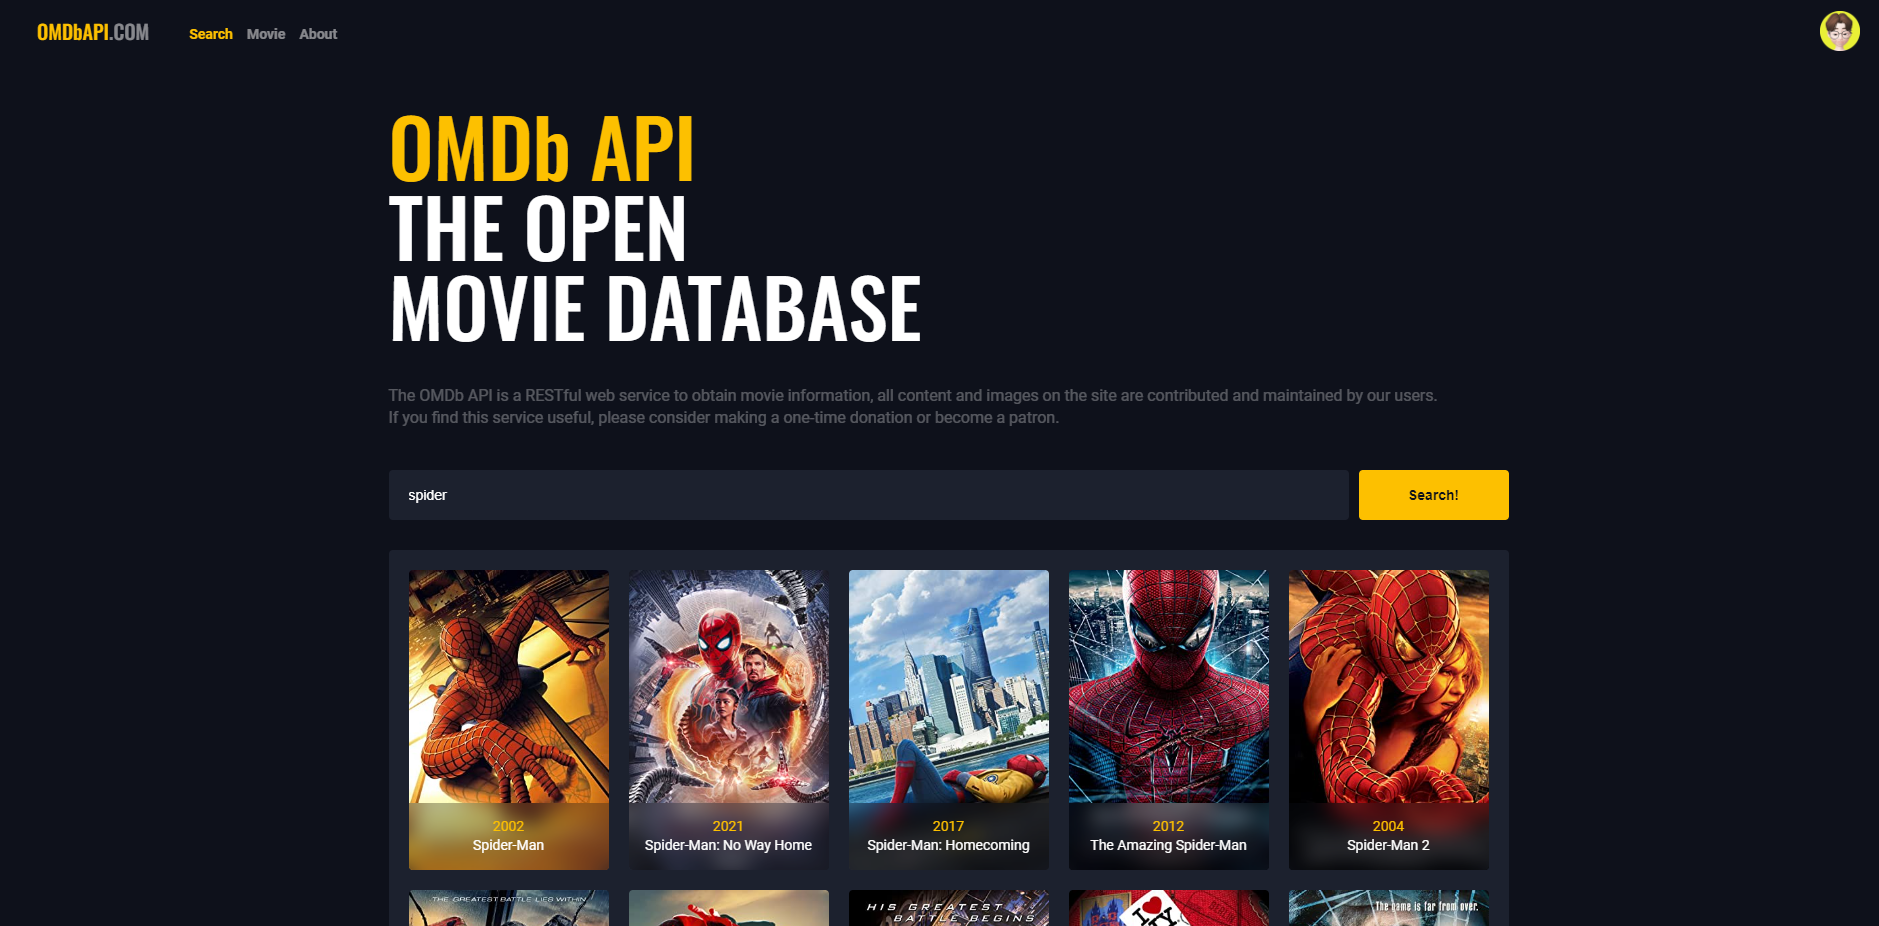 OMDbAPI.COM
Search Movie About
OMDb API
THE OPEN
MOVIE DATABASE
The OMDb API is a RESTful web service to obtain movie information, all content and images on the site are contributed and maintained by our users.
If you find this service useful, please consider making a one-time donation or become a patron.
spider
Search!
2002
Spider-Man
2021
Spider-Man: No Way Home
2017
Spider-Man: Homecoming
2012
The Amazing Spider-Man
2004
Spider-Man 2
THE GREATEST BATTLE LIES WITHIN
HIS GREATEST
BATTLE BEGINS
I
NY
The game is far from over.